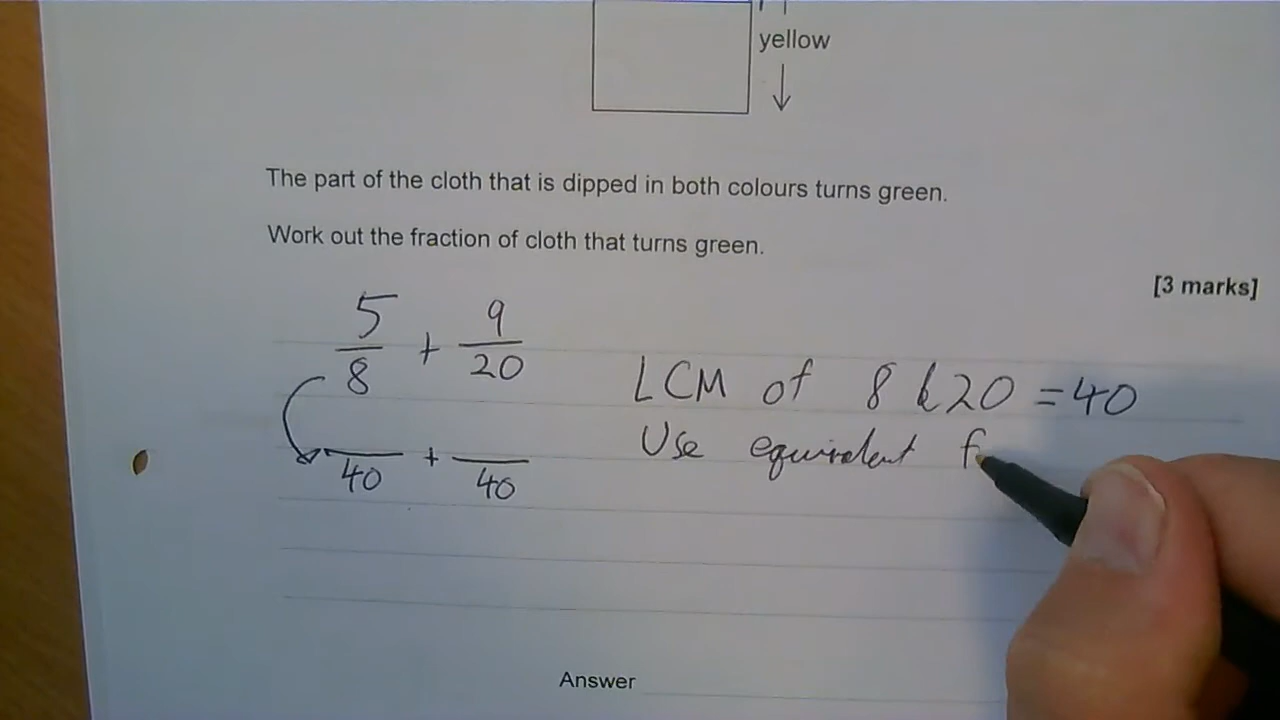 yellow
The part of the cloth that is dipped in both colours turns green.
Work out the fraction of cloth that turns green.
[3 marks]
5/8 + 9/20
LCM of 8 & 20 = 40
Use equivalent f
/40 + /40
Answer